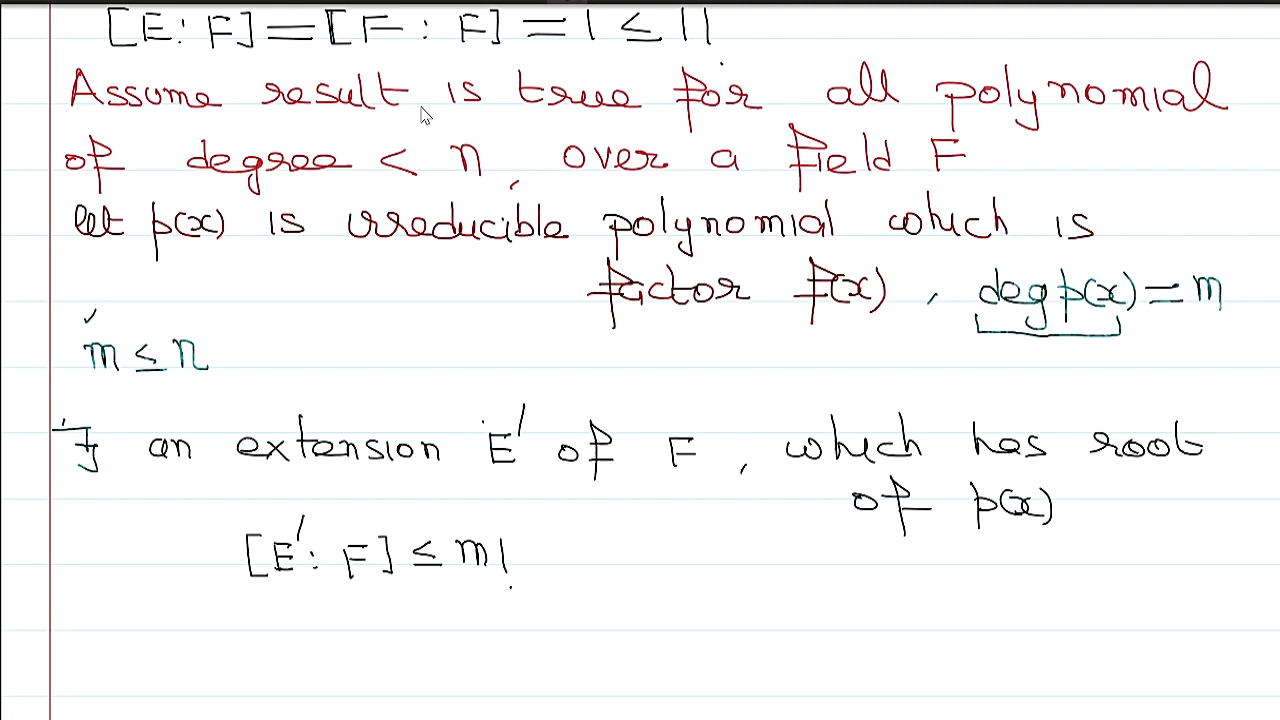 [E: F] = [F : F] = 1 ≤ 1!
Assume result is true for all polynomial
of degree < n, over a field F
let p(x) is irreducible polynomial which is
factor f(x), deg p(x) = m
m ≤ n
∃ an extension E' of F, which has root
of p(x)
[E': F] ≤ m!